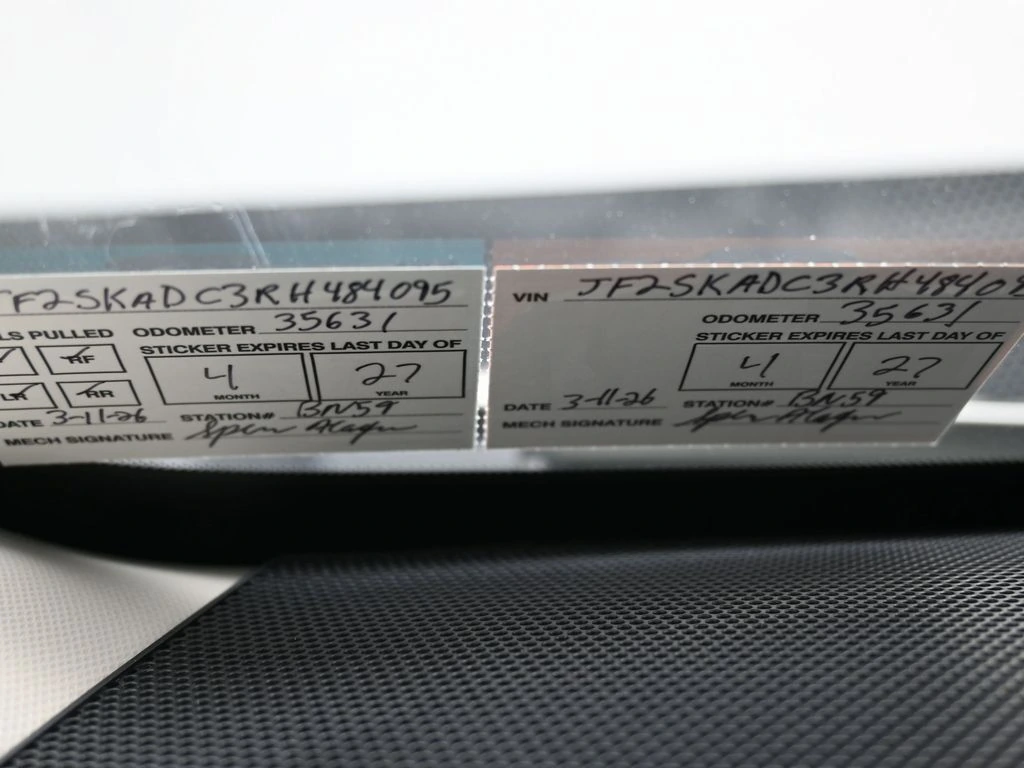 JF2SKADC3RH484095
LS PULLED ODOMETER 35631
STICKER EXPIRES LAST DAY OF
RF
4 27
MONTH YEAR
LR RR
DATE 3-11-26 STATION# BN59
MECH SIGNATURE
VIN JF2SKADC3RH48409
ODOMETER 35631
STICKER EXPIRES LAST DAY OF
4 27
MONTH YEAR
DATE 3-11-26 STATION# BN59
MECH SIGNATURE